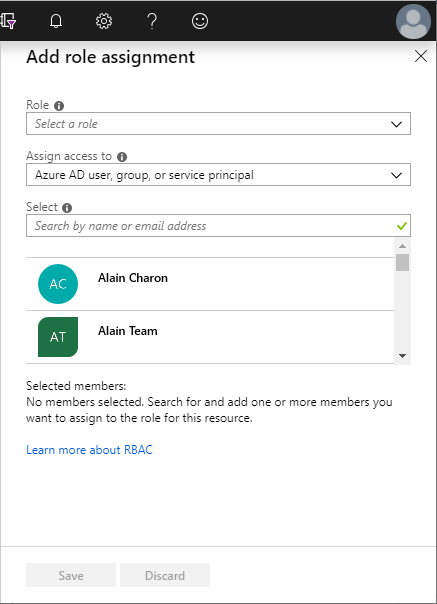 Add role assignment
Role
Select a role
Assign access to
Azure AD user, group, or service principal
Select
Search by name or email address
AC
Alain Charon
AT
Alain Team
Selected members:
No members selected. Search for and add one or more members you
want to assign to the role for this resource.
Learn more about RBAC
Save
Discard